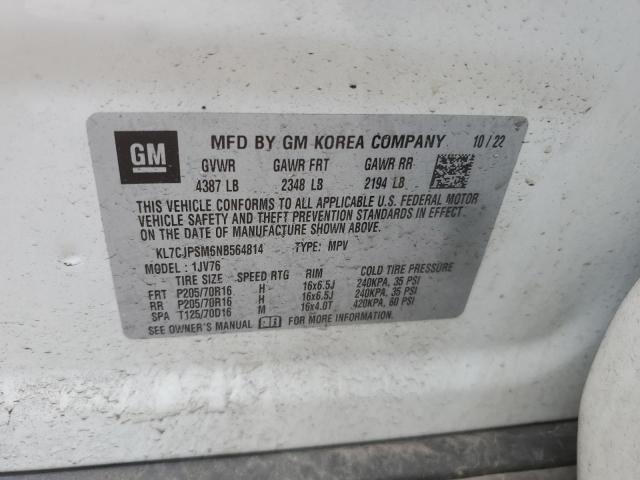 GM MFD BY GM KOREA COMPANY 10/22
GVWR GAWR FRT GAWR RR
4387 LB 2348 LB 2194 LB
THIS VEHICLE CONFORMS TO ALL APPLICABLE U.S. FEDERAL MOTOR
VEHICLE SAFETY AND THEFT PREVENTION STANDARDS IN EFFECT ON
THE DATE OF MANUFACTURE SHOWN ABOVE.
KL7CJPSM6NB564814 TYPE: MPV
MODEL: 1JV76
TIRE SIZE SPEED RTG RIM COLD TIRE PRESSURE
FRT P205/70R16 H 16x6.5J 240KPA, 35 PSI
RR P205/70R16 H 16x6.5J 240KPA, 35 PSI
SPA T125/70D16 M 16x4.0T 420KPA, 60 PSI
SEE OWNER'S MANUAL FOR MORE INFORMATION.